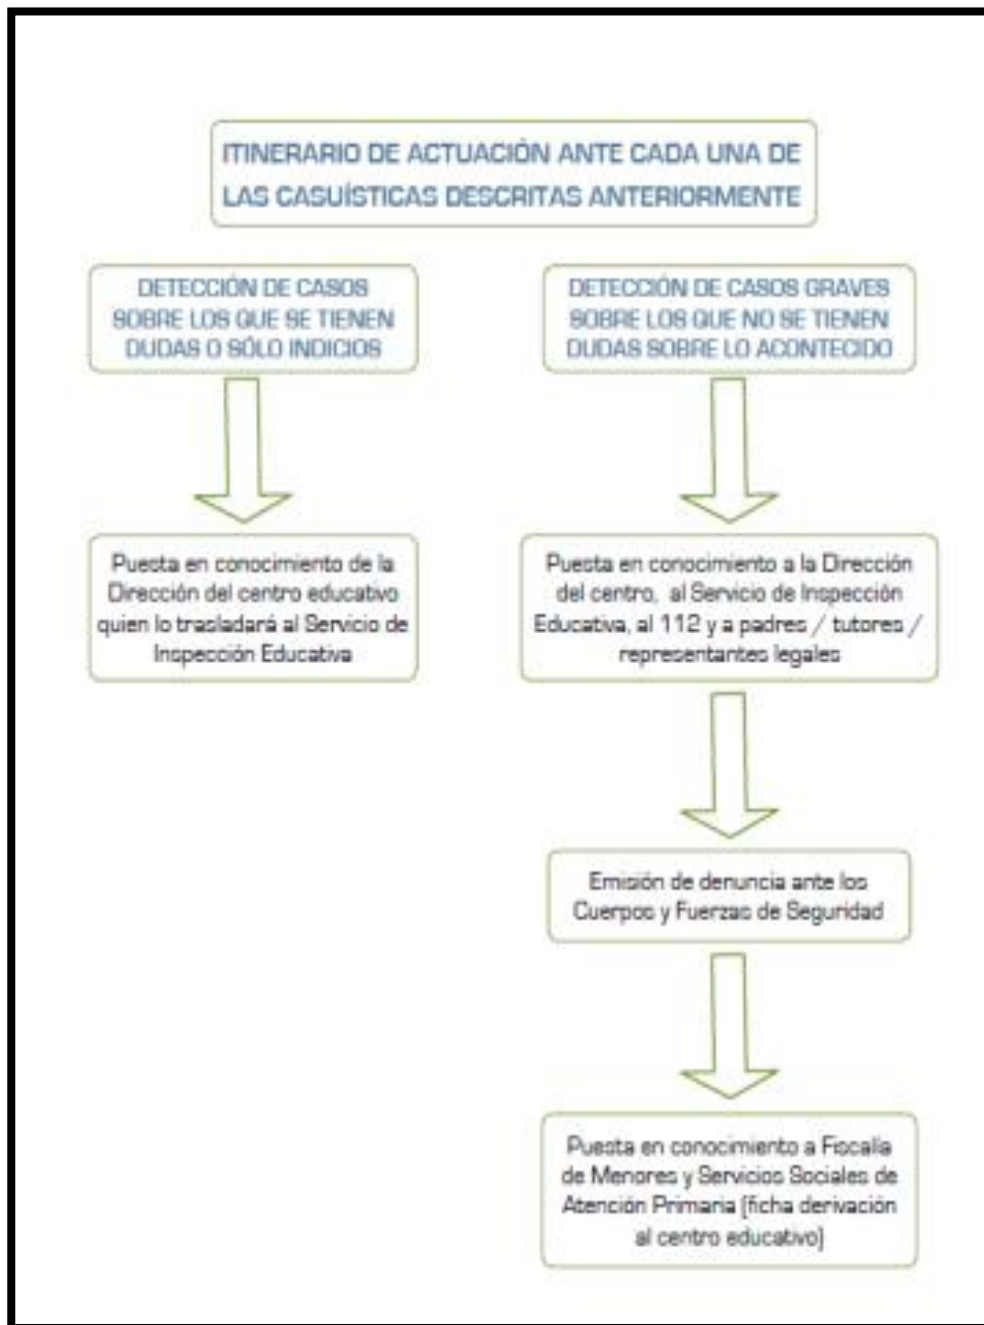 ITINERARIO DE ACTUACIÓN ANTE CADA UNA DE
LAS CASUÍSTICAS DESCRITAS ANTERIORMENTE
DETECCIÓN DE CASOS
SOBRE LOS QUE SE TIENEN
DUDAS O SÓLO INDICIOS
Puesta en conocimiento de la
Dirección del centro educativo
quien lo trasladará al Servicio de
Inspección Educativa
DETECCIÓN DE CASOS GRAVES
SOBRE LOS QUE NO SE TIENEN
DUDAS SOBRE LO ACONTECIDO
Puesta en conocimiento a la Dirección
del centro, al Servicio de Inspección
Educativa, al 112 y a padres / tutores /
representantes legales
Emisión de denuncia ante los
Cuerpos y Fuerzas de Seguridad
Puesta en conocimiento a Fiscalía
de Menores y Servicios Sociales de
Atención Primaria (ficha derivación
al centro educativo)